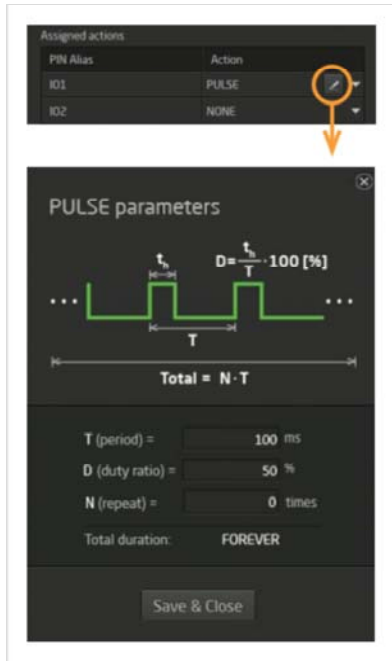 Assigned actions
PIN Alias Action
IO1 PULSE
IO2 NONE
PULSE parameters
tₕ D= tₕ/T ·100 [%]
... ...
T
Total = N·T
T (period) = 100 ms
D (duty ratio) = 50 %
N (repeat) = 0 times
Total duration: FOREVER
Save & Close